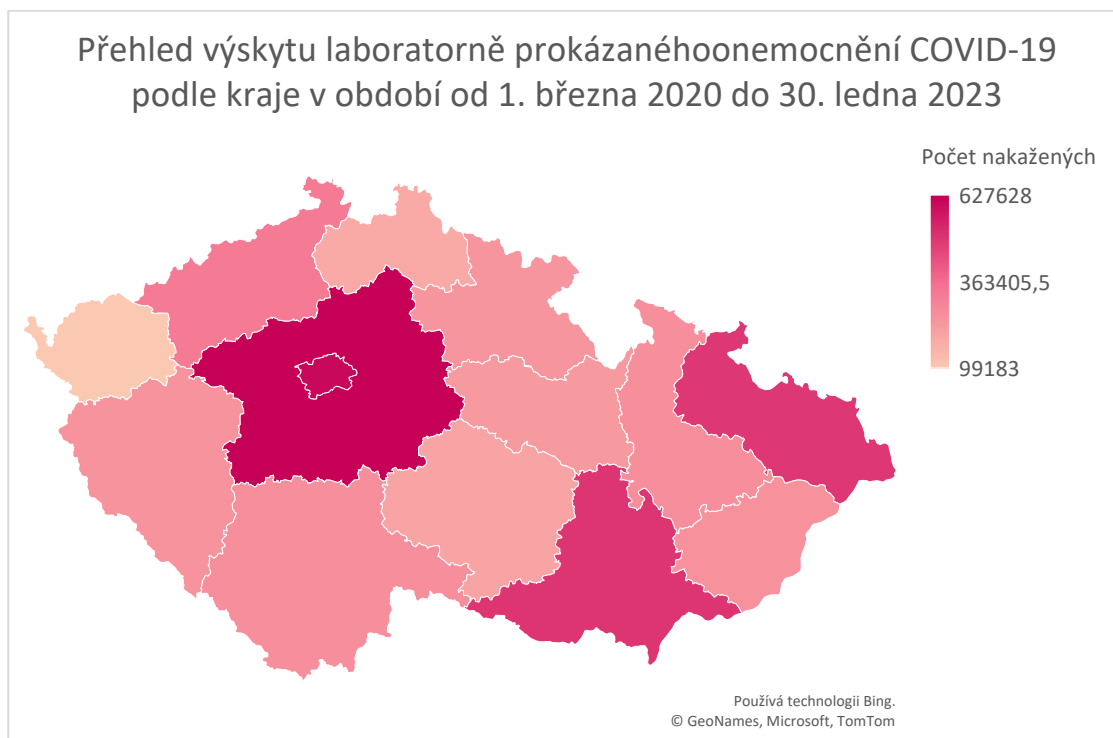 Přehled výskytu laboratorně prokázanéhoonemocnění COVID-19
podle kraje v období od 1. března 2020 do 30. ledna 2023
Počet nakažených
627628
363405,5
99183
Používá technologii Bing.
© GeoNames, Microsoft, TomTom